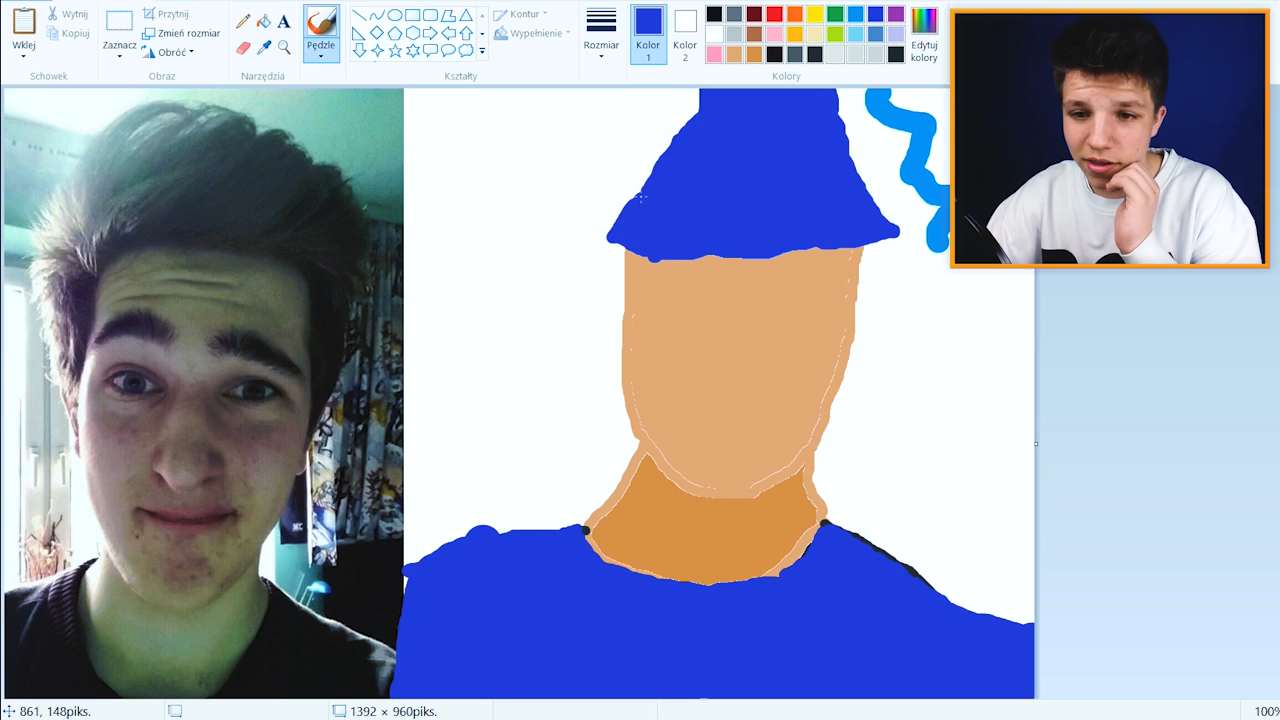 Wklej
Wytnij
Kopiuj
Schowek
Zaznacz
Przytnij
Zmień rozmiar
Obróć
Obraz
A
Narzędzia
Pędzle
Kontur
Wypełnienie
Kształty
Rozmiar
Kolor
1
Kolor
2
Edytuj
kolory
Kolory
861, 148piks.
1392 × 960piks.
100%